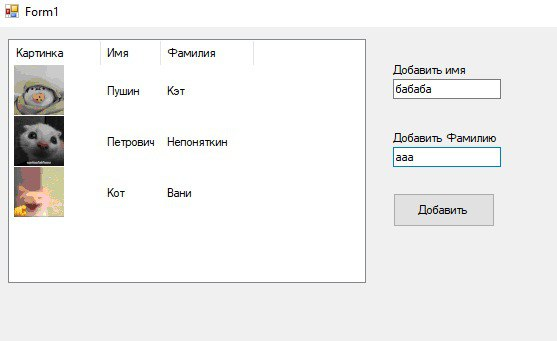 Form1
Картинка Имя Фамилия
Пушин Кэт
Петрович Непоняткин
Кот Вани
Добавить имя
бабаба
Добавить Фамилию
ааа
Добавить